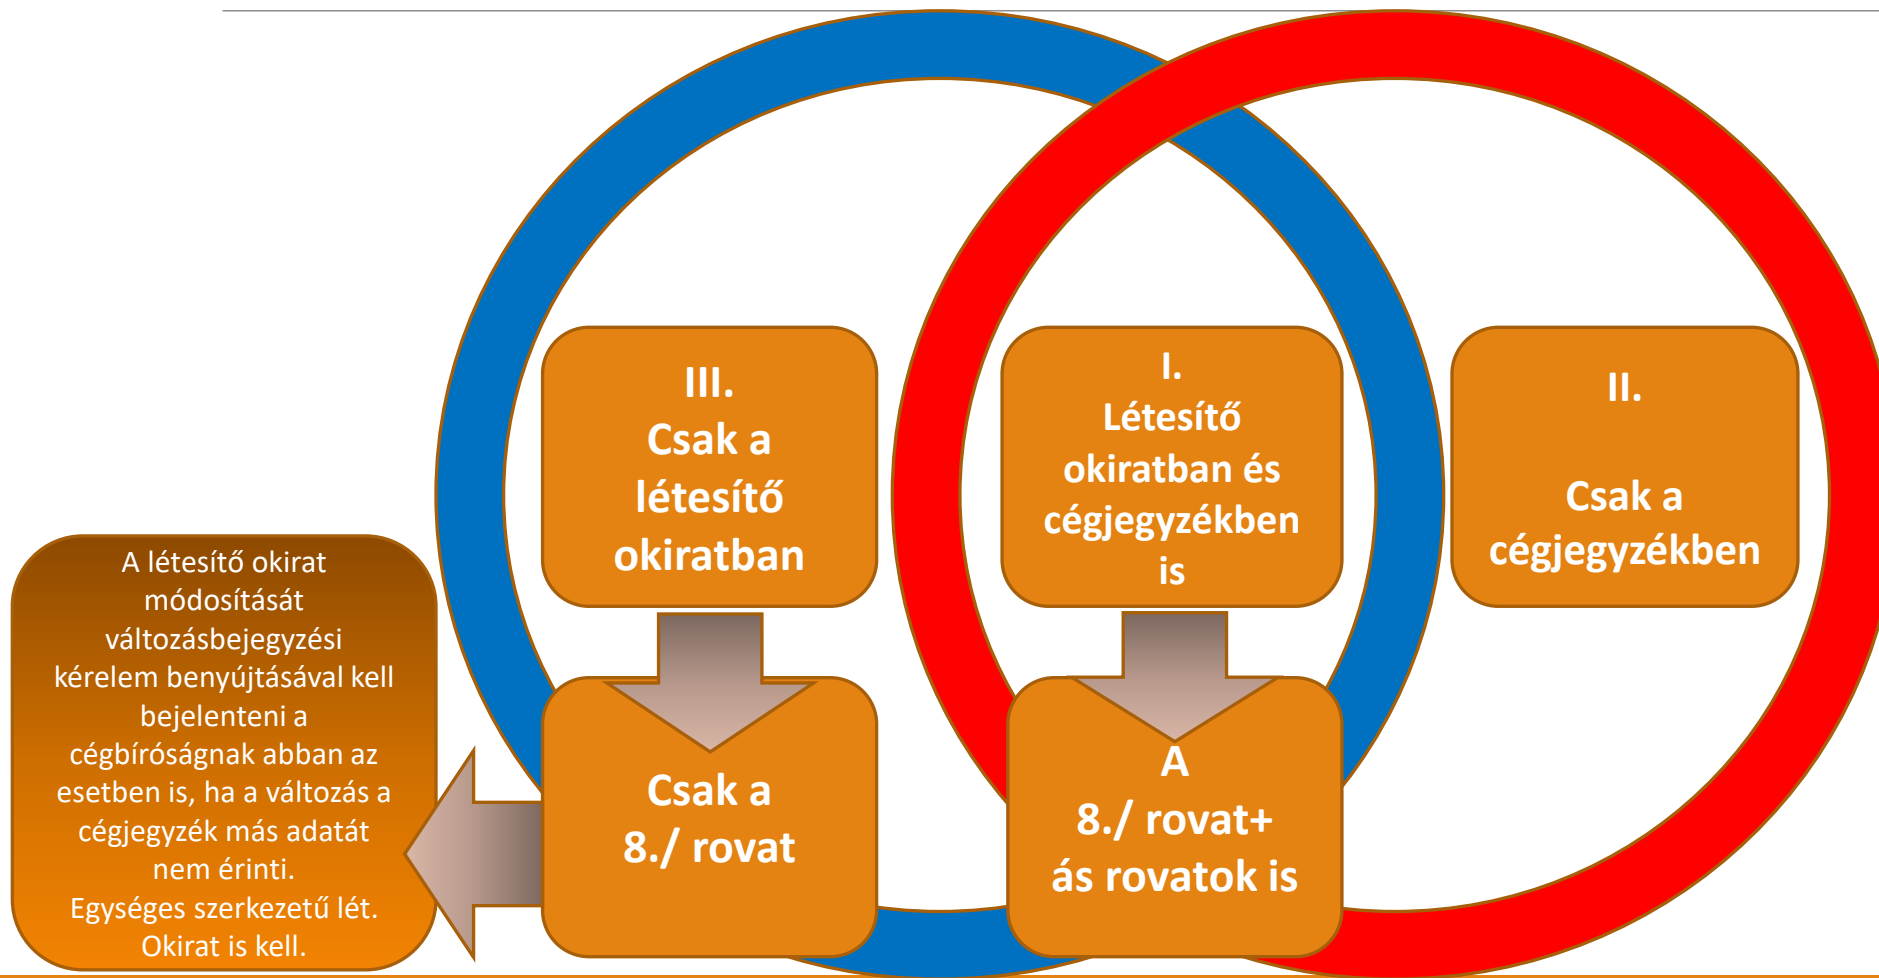 III.
Csak a
létesítő
okiratban
I.
Létesítő
okiratban és
cégjegyzékben
is
II.
Csak a
cégjegyzékben
A létesítő okirat
módosítását
változásbejegyzési
kérelem benyújtásával kell
bejelenteni a
cégbíróságnak abban az
esetben is, ha a változás a
cégjegyzék más adatát
nem érinti.
Egységes szerkezetű lét.
Okirat is kell.
Csak a
8./ rovat
A
8./ rovat+
ás rovatok is